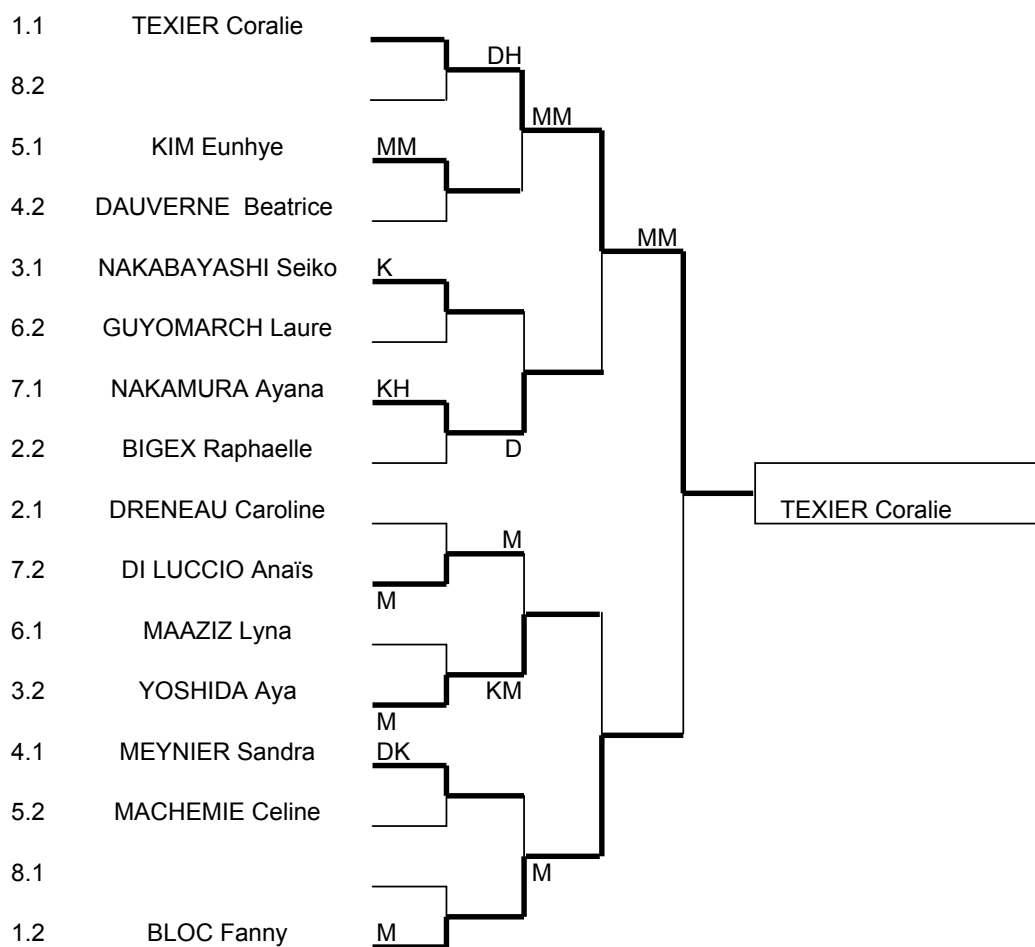 1.1 TEXIER Coralie
DH
8.2
MM
5.1 KIM Eunhye MM
4.2 DAUVERNE Beatrice
MM
3.1 NAKABAYASHI Seiko K
6.2 GUYOMARCH Laure
7.1 NAKAMURA Ayana KH
2.2 BIGEX Raphaelle D
2.1 DRENEAU Caroline TEXIER Coralie
M
7.2 DI LUCCIO Anaïs
M
6.1 MAAZIZ Lyna
3.2 YOSHIDA Aya KM
M
4.1 MEYNIER Sandra DK
5.2 MACHEMIE Celine
8.1 M
1.2 BLOC Fanny M